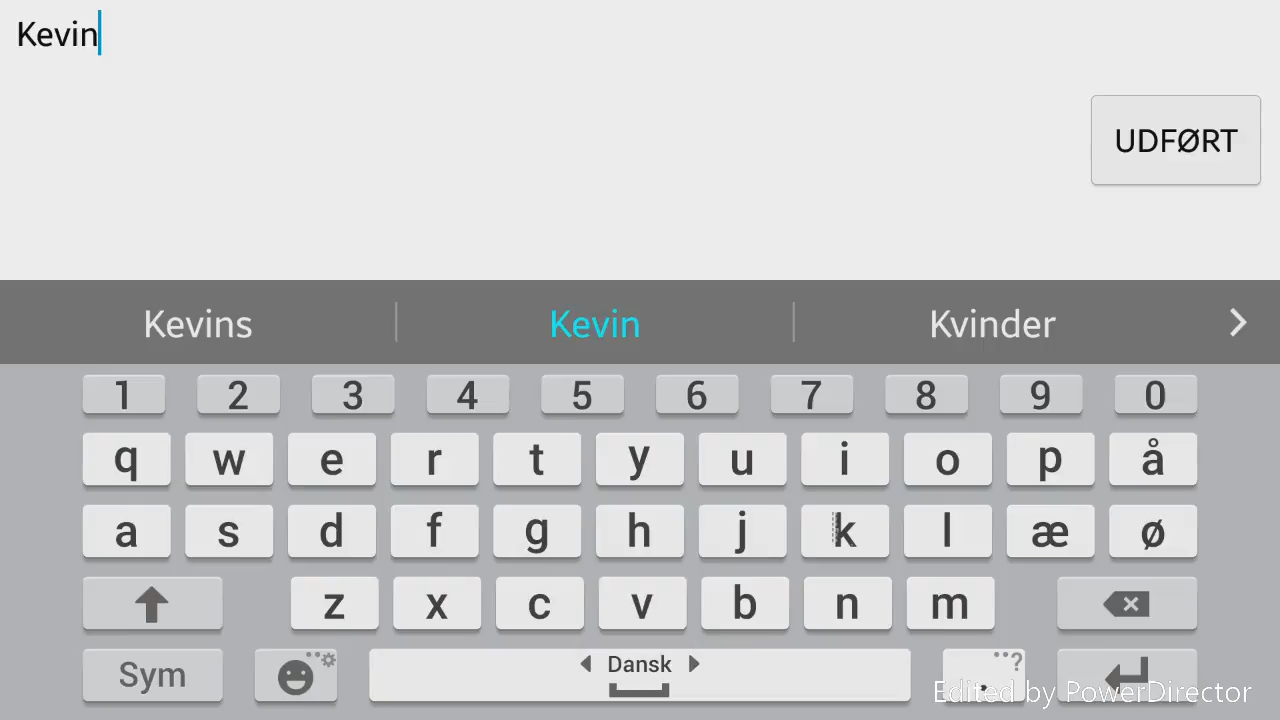 Kevin
UDFØRT
Kevins Kevin Kvinder
1 2 3 4 5 6 7 8 9 0
q w e r t y u i o p å
a s d f g h j k l æ ø
z x c v b n m
Sym Dansk . ?
Edited by PowerDirector